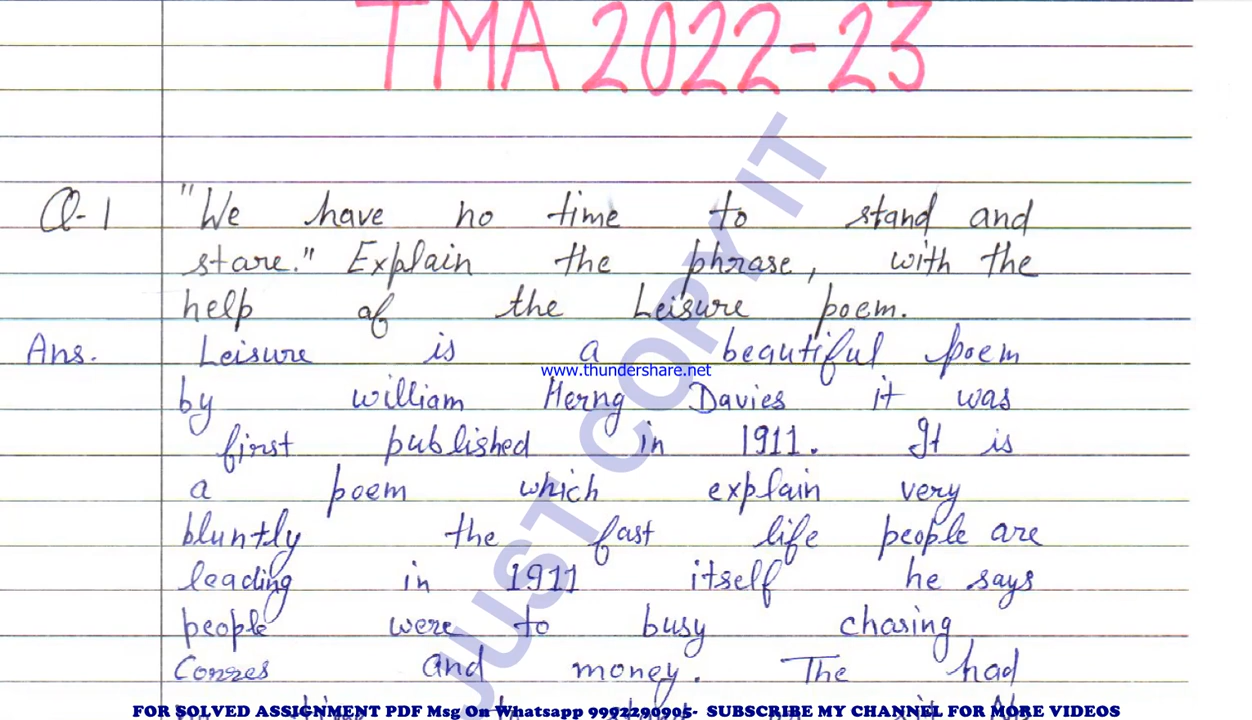 TMA 2022-23
Q-1 "We have no time to stand and
stare." Explain the phrase, with the
help of the Leisure poem.
Ans. Leisure is a beautiful poem
www.thundershare.net
by william Herng Davies it was
first published in 1911. It is
a poem which explain very
bluntly the fast life people are
leading in 1911 itself he says
people were to busy chasing
Conses and money. The had
JUST COPY IT
FOR SOLVED ASSIGNMENT PDF Msg On Whatsapp 9992290995- SUBSCRIBE MY CHANNEL FOR MORE VIDEOS